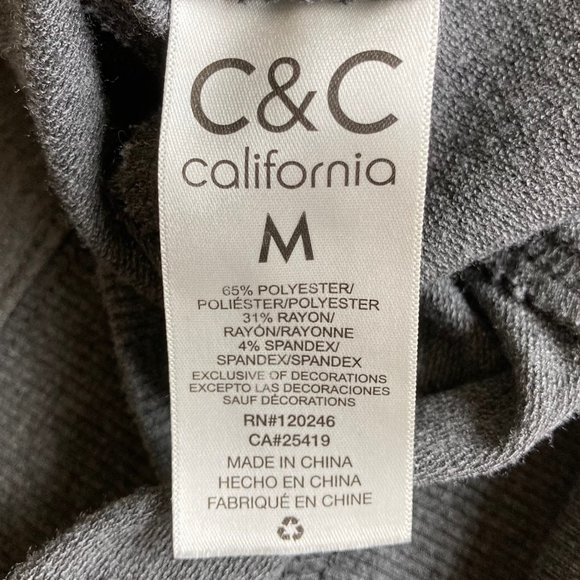 C&C
california
M
65% POLYESTER/
POLIÉSTER/POLYESTER
31% RAYON/
RAYÓN/RAYONNE
4% SPANDEX/
SPANDEX/SPANDEX
EXCLUSIVE OF DECORATIONS
EXCEPTO LAS DECORACIONES
SAUF DÉCORATIONS
RN#120246
CA#25419
MADE IN CHINA
HECHO EN CHINA
FABRIQUÉ EN CHINE